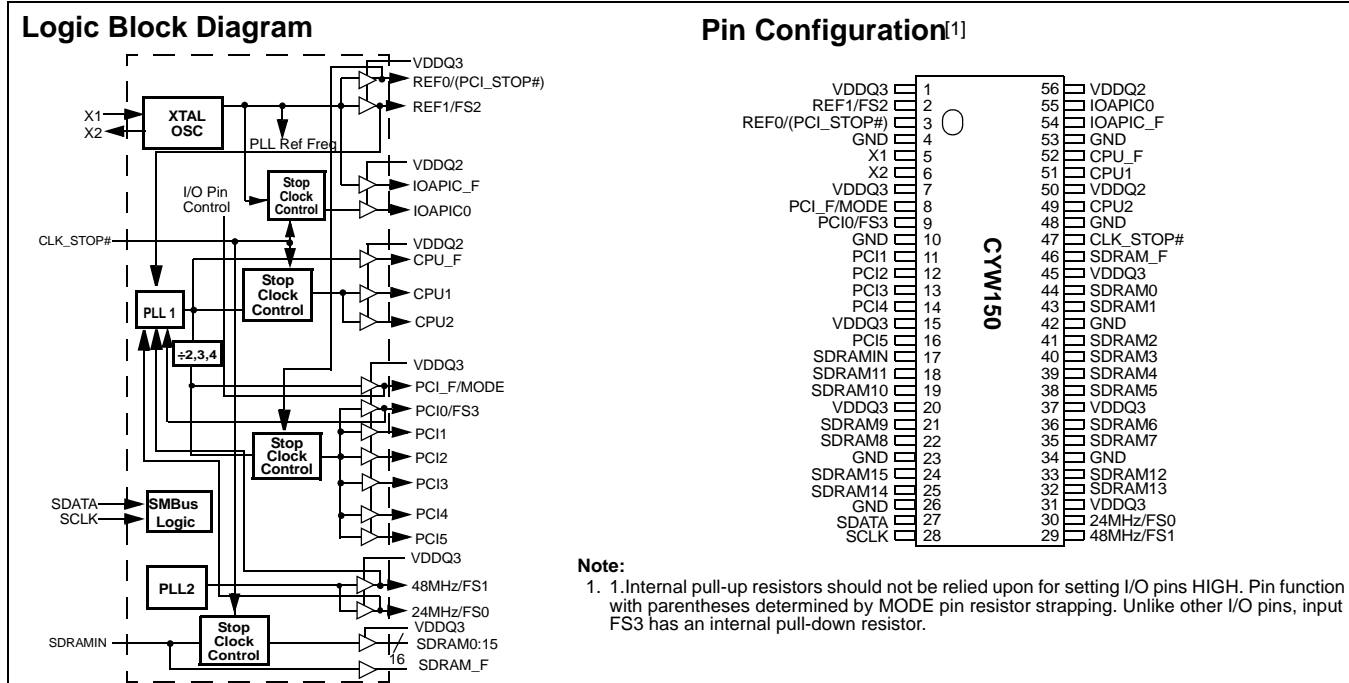 Logic Block Diagram
VDDQ3
REF0/(PCI_STOP#)
REF1/FS2
X1
X2
XTAL
OSC
PLL Ref Freq
VDDQ2
IOAPIC_F
IOAPIC0
I/O Pin
Control
Stop
Clock
Control
CLK_STOP#
VDDQ2
CPU_F
CPU1
CPU2
Stop
Clock
Control
PLL 1
÷2,3,4
VDDQ3
PCI_F/MODE
PCI0/FS3
PCI1
PCI2
PCI3
PCI4
PCI5
Stop
Clock
Control
SDATA
SCLK
SMBus
Logic
VDDQ3
48MHz/FS1
24MHz/FS0
PLL2
VDDQ3
SDRAM0:15
16
SDRAM_F
SDRAMIN
Stop
Clock
Control
Pin Configuration[1]
VDDQ3 1
REF1/FS2 2
REF0/(PCI_STOP#) 3
GND 4
X1 5
X2 6
VDDQ3 7
PCI_F/MODE 8
PCI0/FS3 9
GND 10
PCI1 11
PCI2 12
PCI3 13
PCI4 14
VDDQ3 15
PCI5 16
SDRAMIN 17
SDRAM11 18
SDRAM10 19
VDDQ3 20
SDRAM9 21
SDRAM8 22
GND 23
SDRAM15 24
SDRAM14 25
GND 26
SDATA 27
SCLK 28
CYW150
56 VDDQ2
55 IOAPIC0
54 IOAPIC_F
53 GND
52 CPU_F
51 CPU1
50 VDDQ2
49 CPU2
48 GND
47 CLK_STOP#
46 SDRAM_F
45 VDDQ3
44 SDRAM0
43 SDRAM1
42 GND
41 SDRAM2
40 SDRAM3
39 SDRAM4
38 SDRAM5
37 VDDQ3
36 SDRAM6
35 SDRAM7
34 GND
33 SDRAM12
32 SDRAM13
31 VDDQ3
30 24MHz/FS0
29 48MHz/FS1
Note:
1. 1.Internal pull-up resistors should not be relied upon for setting I/O pins HIGH. Pin function
with parentheses determined by MODE pin resistor strapping. Unlike other I/O pins, input
FS3 has an internal pull-down resistor.